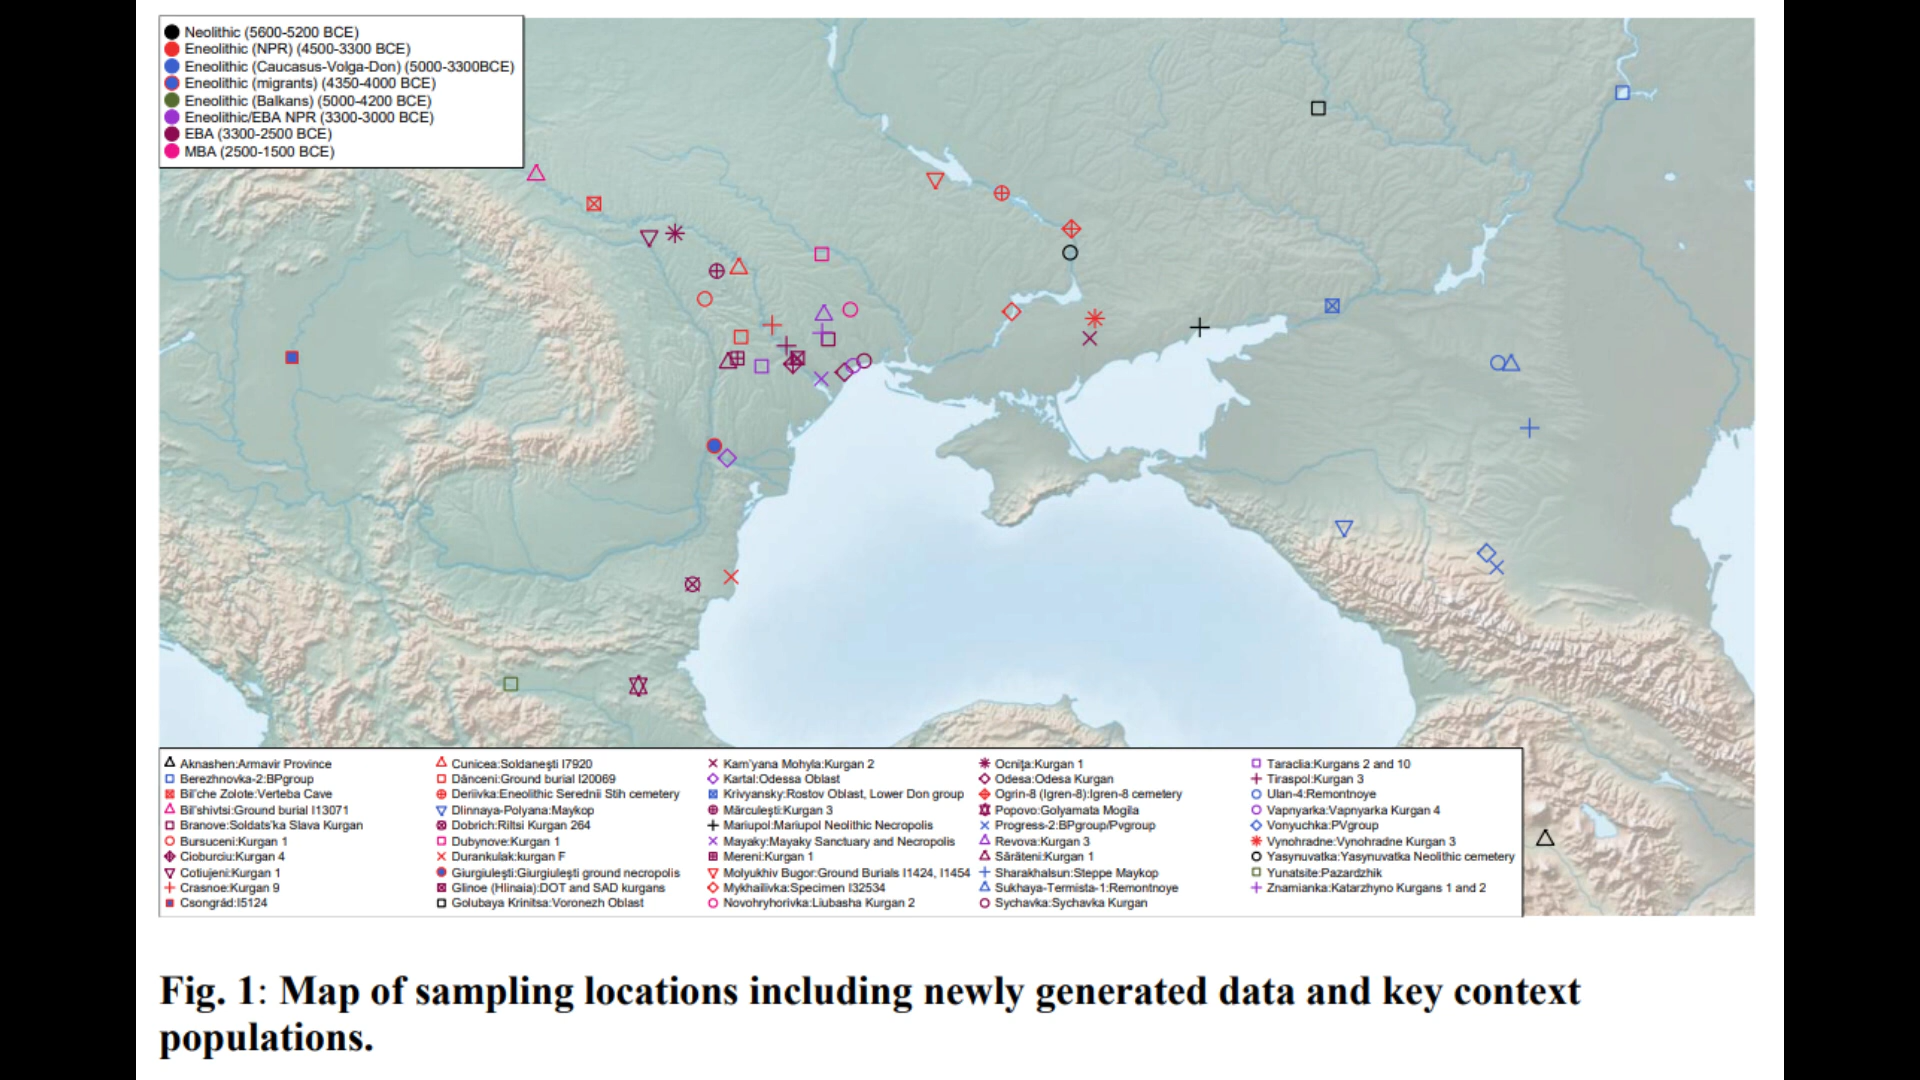 Neolithic (5600-5200 BCE)
Eneolithic (NPR) (4500-3300 BCE)
Eneolithic (Caucasus-Volga-Don) (5000-3300BCE)
Eneolithic (migrants) (4350-4000 BCE)
Eneolithic (Balkans) (5000-4200 BCE)
Eneolithic/EBA NPR (3300-3000 BCE)
EBA (3300-2500 BCE)
MBA (2500-1500 BCE)
Aknashen:Armavir Province
Berezhnovka-2:BPgroup
Bil'che Zolote:Verteba Cave
Bil'shivtsi:Ground burial I13071
Branove:Soldats'ka Slava Kurgan
Bursuceni:Kurgan 1
Cioburciu:Kurgan 4
Cotiujeni:Kurgan 1
Crasnoe:Kurgan 9
Csongrád:I5124
Cunicea:Soldaneşti I7920
Dănceni:Ground burial I20069
Deriivka:Eneolithic Serednii Stih cemetery
Dlinnaya-Polyana:Maykop
Dobrich:Riltsi Kurgan 264
Dubynove:Kurgan 1
Durankulak:kurgan F
Giurgiuleşti:Giurgiuleşti ground necropolis
Glinoe (Hlinaia):DOT and SAD kurgans
Golubaya Krinitsa:Voronezh Oblast
Kam'yana Mohyla:Kurgan 2
Kartal:Odessa Oblast
Krivyansky:Rostov Oblast, Lower Don group
Mărculeşti:Kurgan 3
Mariupol:Mariupol Neolithic Necropolis
Mayaky:Mayaky Sanctuary and Necropolis
Mereni:Kurgan 1
Molyukhiv Bugor:Ground Burials I1424, I1454
Mykhailivka:Specimen I32534
Novohryhorivka:Liubasha Kurgan 2
Ocniţa:Kurgan 1
Odesa:Odesa Kurgan
Ogrin-8 (Igren-8):Igren-8 cemetery
Popovo:Golyamata Mogila
Progress-2:BPgroup/Pvgroup
Revova:Kurgan 3
Sărăteni:Kurgan 1
Sharakhalsun:Steppe Maykop
Sukhaya-Termista-1:Remontnoye
Sychavka:Sychavka Kurgan
Taraclia:Kurgans 2 and 10
Tiraspol:Kurgan 3
Ulan-4:Remontnoye
Vapnyarka:Vapnyarka Kurgan 4
Vonyuchka:PVgroup
Vynohradne:Vynohradne Kurgan 3
Yasynuvatka:Yasynuvatka Neolithic cemetery
Yunatsite:Pazardzhik
Znamianka:Katarzhyno Kurgans 1 and 2
Fig. 1: Map of sampling locations including newly generated data and key context
populations.